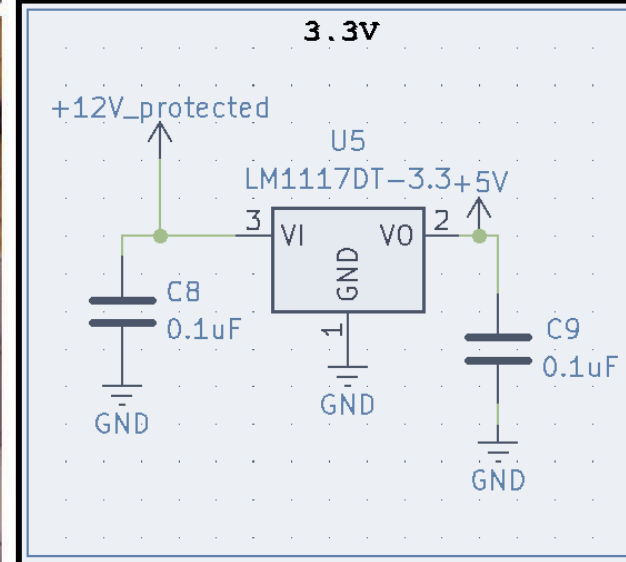 3.3V
+12V_protected
U5
LM1117DT-3.3
+5V
3
VI
VO
2
GND
1
C8
0.1uF
GND
GND
C9
0.1uF
GND